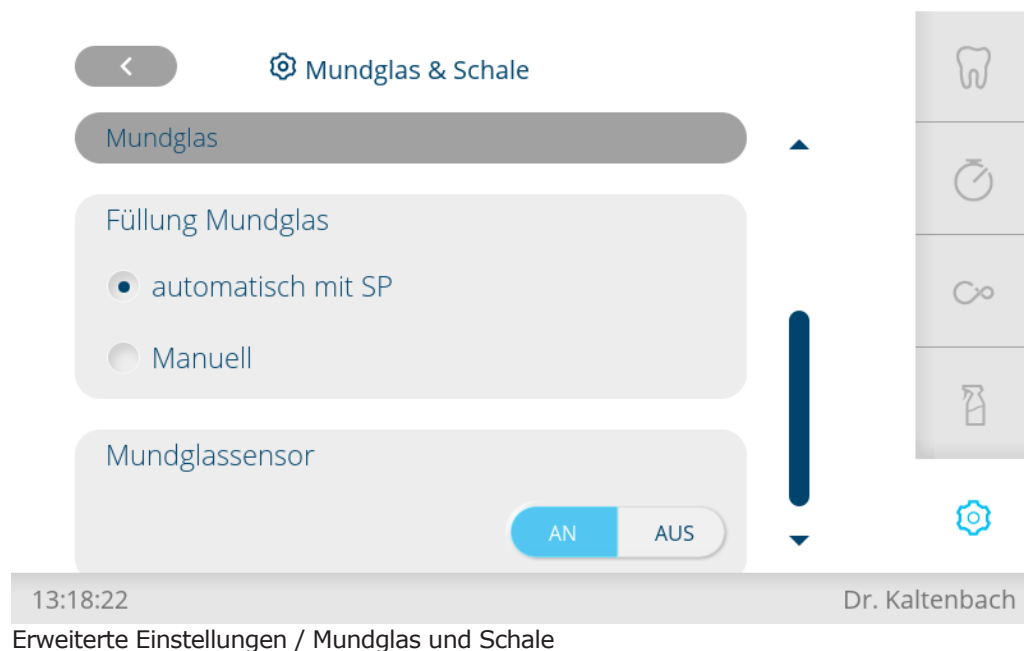 Mundglas & Schale
Mundglas
Füllung Mundglas
automatisch mit SP
Manuell
Mundglassensor
AN AUS
13:18:22 Dr. Kaltenbach
Erweiterte Einstellungen / Mundglas und Schale